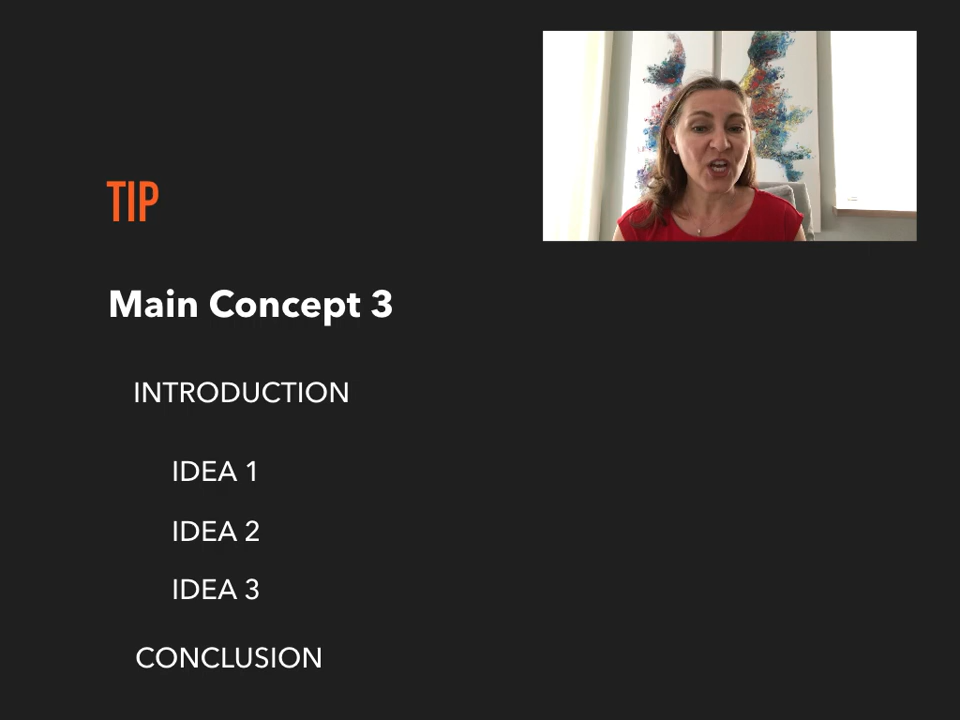 TIP
Main Concept 3
INTRODUCTION
IDEA 1
IDEA 2
IDEA 3
CONCLUSION